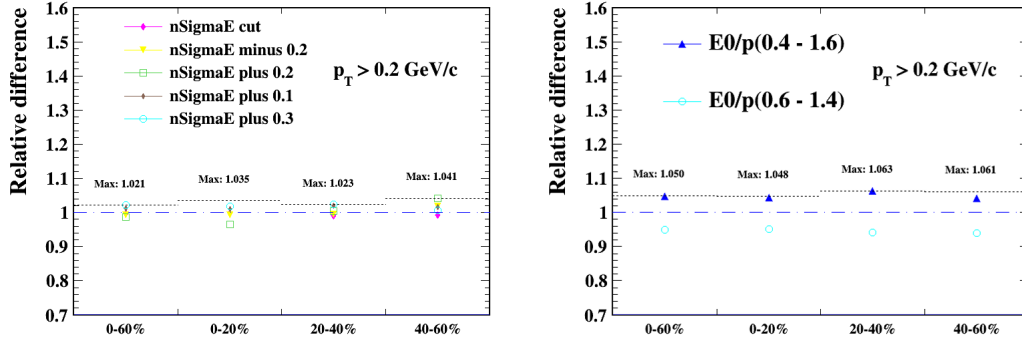 Relative difference
1.6
1.5
1.4
1.3
1.2
1.1
1
0.9
0.8
0.7
nSigmaE cut
nSigmaE minus 0.2
nSigmaE plus 0.2
nSigmaE plus 0.1
nSigmaE plus 0.3
pT > 0.2 GeV/c
Max: 1.021
Max: 1.035
Max: 1.023
Max: 1.041
0-60%
0-20%
20-40%
40-60%
Relative difference
1.6
1.5
1.4
1.3
1.2
1.1
1
0.9
0.8
0.7
E0/p(0.4 - 1.6)
pT > 0.2 GeV/c
E0/p(0.6 - 1.4)
Max: 1.050
Max: 1.048
Max: 1.063
Max: 1.061
0-60%
0-20%
20-40%
40-60%